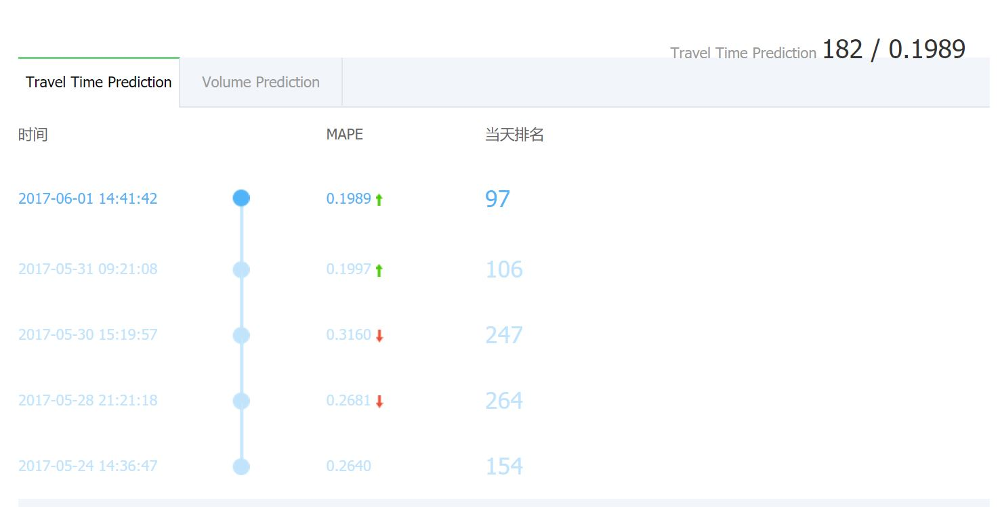 Travel Time Prediction 182 / 0.1989
Travel Time Prediction Volume Prediction
时间 MAPE 当天排名
2017-06-01 14:41:42 0.1989 97
2017-05-31 09:21:08 0.1997 106
2017-05-30 15:19:57 0.3160 247
2017-05-28 21:21:18 0.2681 264
2017-05-24 14:36:47 0.2640 154